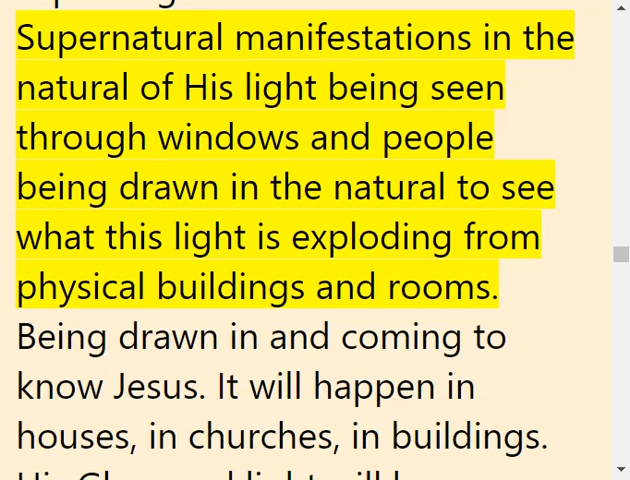 Supernatural manifestations in the
natural of His light being seen
through windows and people
being drawn in the natural to see
what this light is exploding from
physical buildings and rooms.
Being drawn in and coming to
know Jesus. It will happen in
houses, in churches, in buildings.